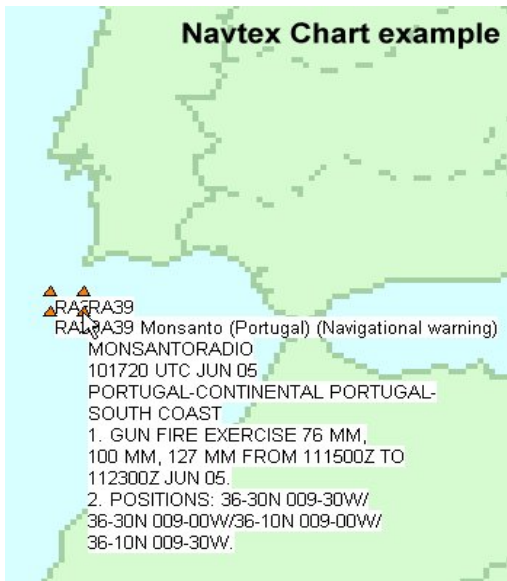 Navtex Chart example
RA39
RA39 Monsanto (Portugal) (Navigational warning)
MONSANTORADIO
101720 UTC JUN 05
PORTUGAL-CONTINENTAL PORTUGAL-
SOUTH COAST
1. GUN FIRE EXERCISE 76 MM,
100 MM, 127 MM FROM 111500Z TO
112300Z JUN 05.
2. POSITIONS: 36-30N 009-30W/
36-30N 009-00W/36-10N 009-00W/
36-10N 009-30W.